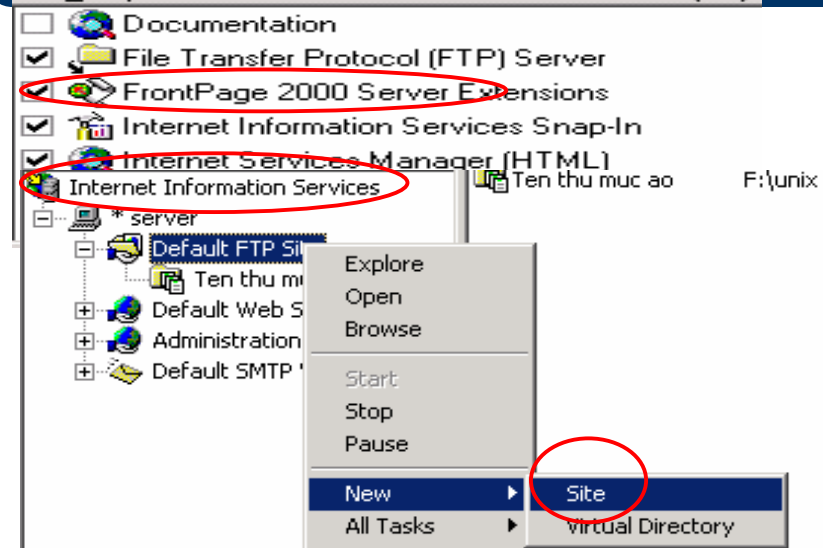 Documentation
File Transfer Protocol (FTP) Server
FrontPage 2000 Server Extensions
Internet Information Services Snap-In
Internet Services Manager (HTML)
Internet Information Services
Ten thu muc ao F:\unix
* server
Default FTP
Ten thu
Default Web
Administration
Default SMTP
Explore
Open
Browse
Start
Stop
Pause
New
All Tasks
Site
Virtual Directory